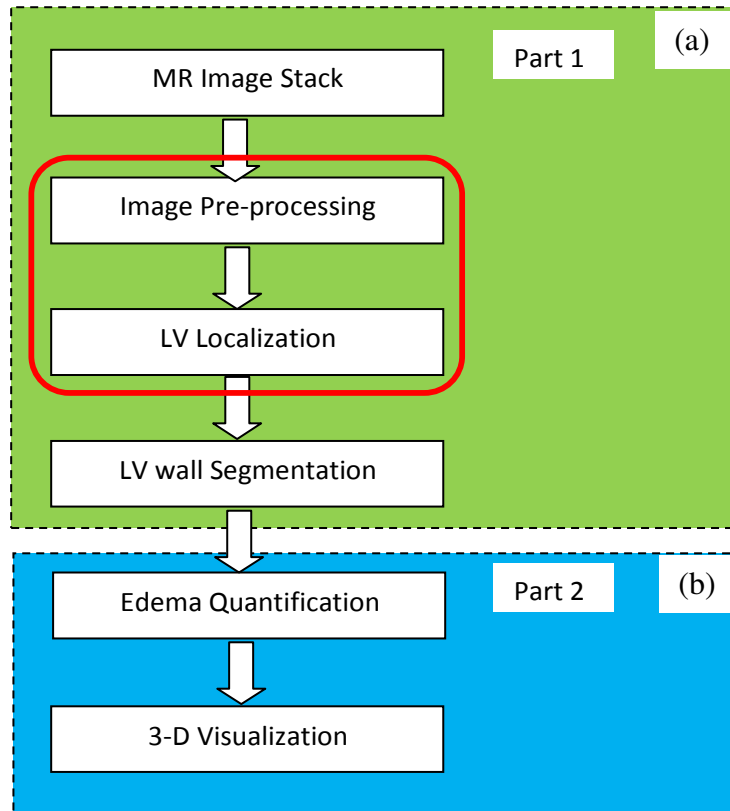 (a)
Part 1
MR Image Stack
Image Pre-processing
LV Localization
LV wall Segmentation
(b)
Part 2
Edema Quantification
3-D Visualization